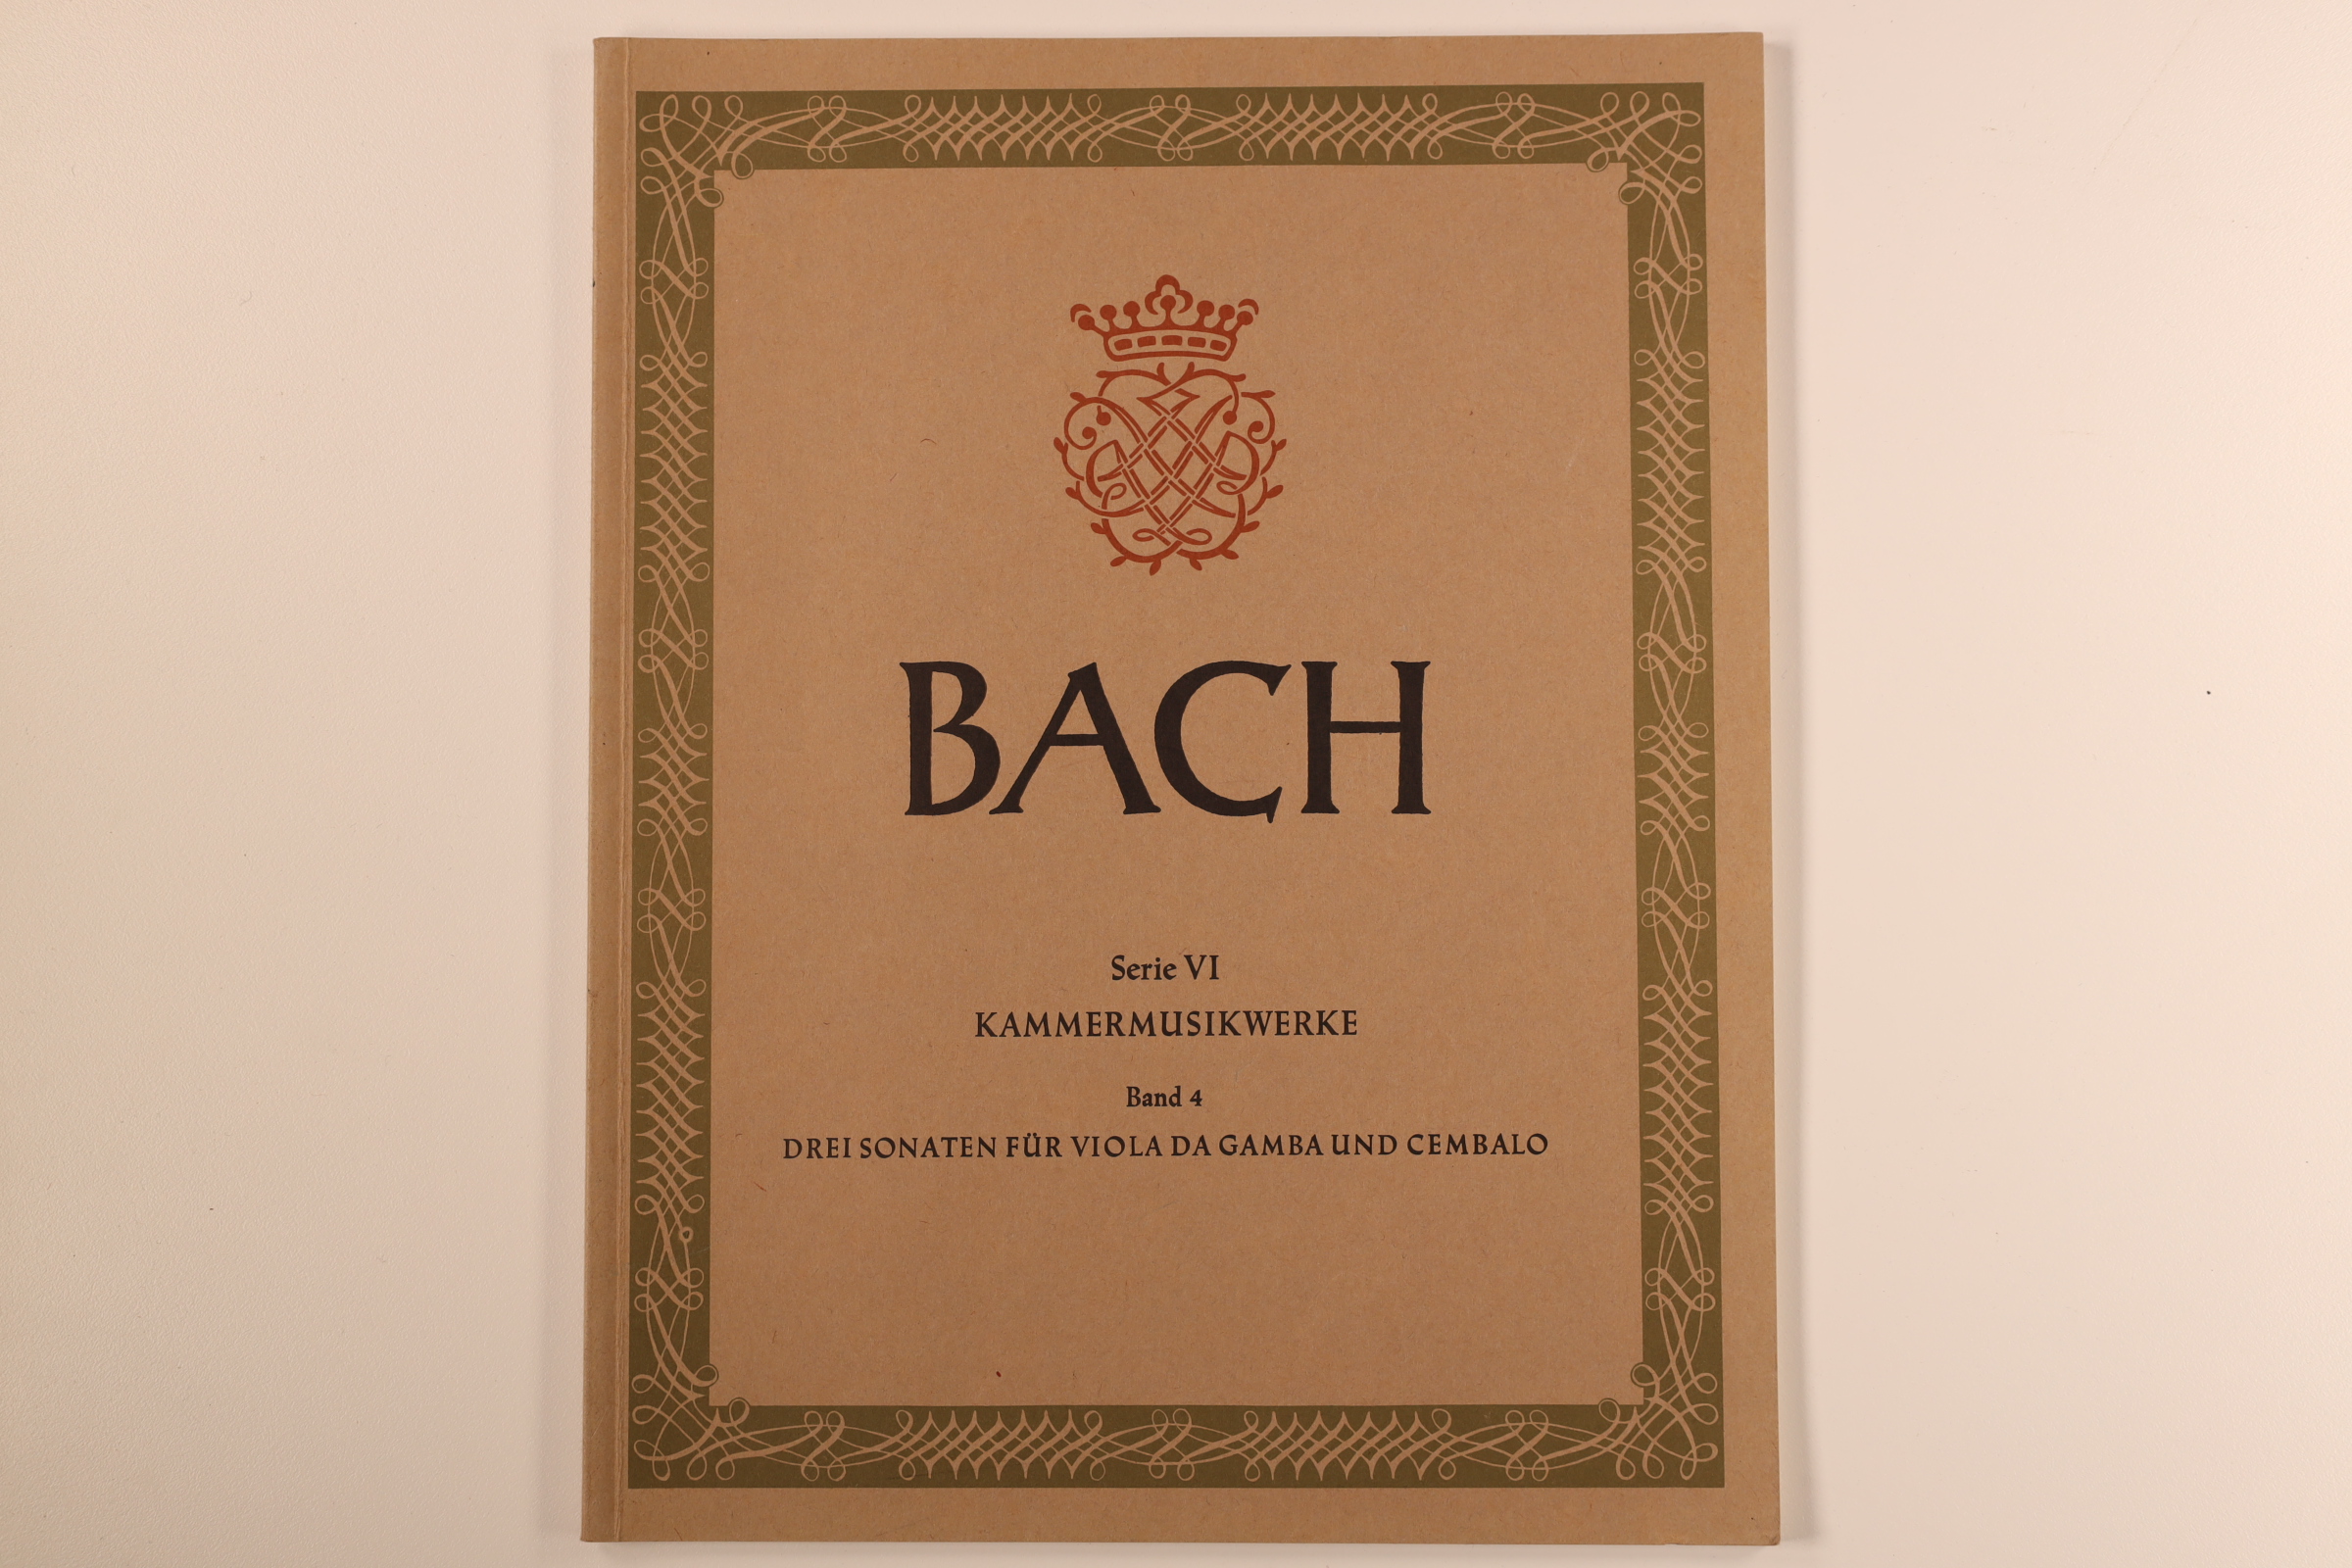 BACH
Serie VI
KAMMERMUSIKWERKE
Band 4
DREI SONATEN FÜR VIOLA DA GAMBA UND CEMBALO